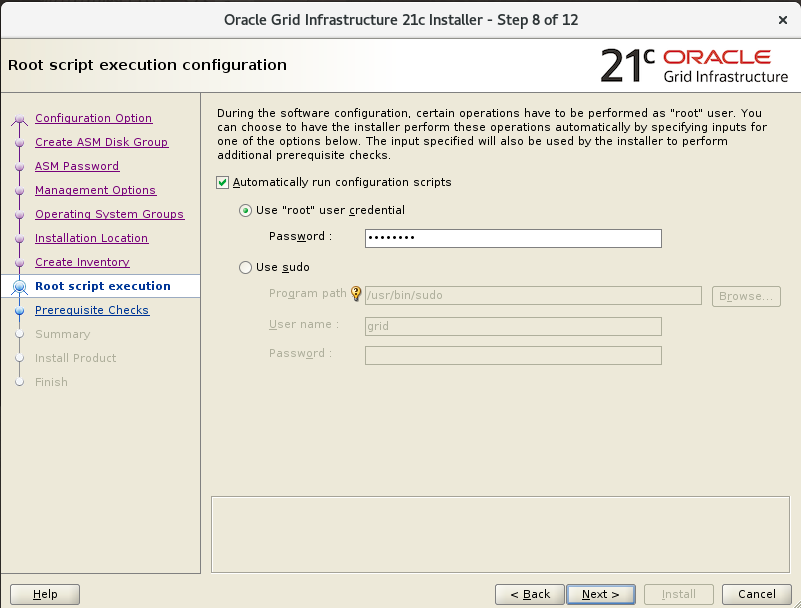 Oracle Grid Infrastructure 21c Installer - Step 8 of 12
Root script execution configuration
21c ORACLE
Grid Infrastructure
Configuration Option
Create ASM Disk Group
ASM Password
Management Options
Operating System Groups
Installation Location
Create Inventory
Root script execution
Prerequisite Checks
Summary
Install Product
Finish
During the software configuration, certain operations have to be performed as "root" user. You
can choose to have the installer perform these operations automatically by specifying inputs for
one of the options below. The input specified will also be used by the installer to perform
additional prerequisite checks.
Automatically run configuration scripts
Use "root" user credential
Password : ••••••••
Use sudo
Program path : /usr/bin/sudo Browse...
User name : grid
Password :
Help < Back Next > Install Cancel